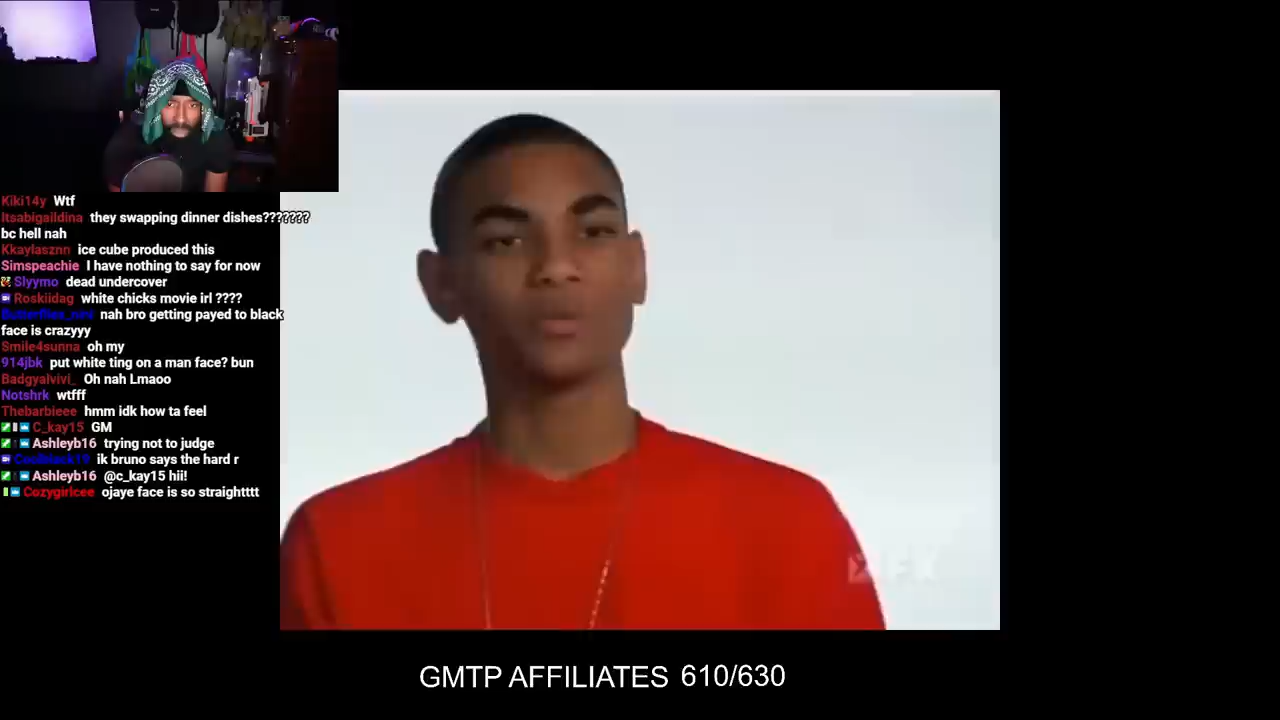 Kiki14y Wtf
Itsabigaildina they swapping dinner dishes???????
bc hell nah
Kkaylasznn ice cube produced this
Simspeachie I have nothing to say for now
Slyymo dead undercover
Roskiidag white chicks movie irl ????
Butterflies_nini nah bro getting payed to black
face is crazyyy
Smile4sunna oh my
914jbk put white ting on a man face? bun
Badgyalvivi_ Oh nah Lmaoo
Notshrk wtfff
Thebarbieee hmm idk how ta feel
C_kay15 GM
Ashleyb16 trying not to judge
Coolblack19 ik bruno says the hard r
Ashleyb16 @c_kay15 hii!
Cozygirlcee ojaye face is so straightttt
FX
GMTP AFFILIATES 610/630